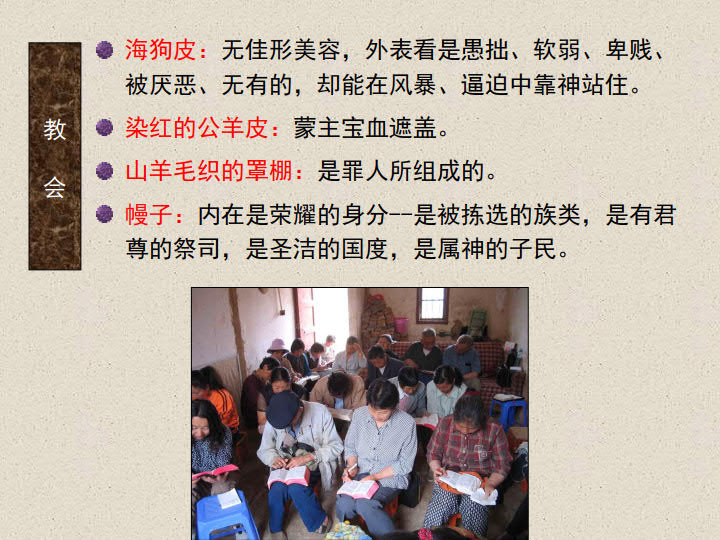 教
会
海狗皮：无佳形美容，外表看是愚拙、软弱、卑贱、
被厌恶、无有的，却能在风暴、逼迫中靠神站住。
染红的公羊皮：蒙主宝血遮盖。
山羊毛织的罩棚：是罪人所组成的。
幔子：内在是荣耀的身分--是被拣选的族类，是有君
尊的祭司，是圣洁的国度，是属神的子民。